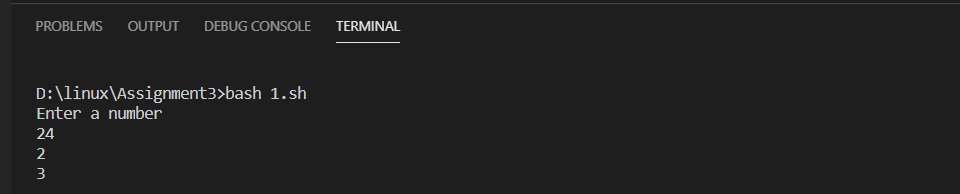 PROBLEMS OUTPUT DEBUG CONSOLE TERMINAL
D:\linux\Assignment3>bash 1.sh
Enter a number
24
2
3